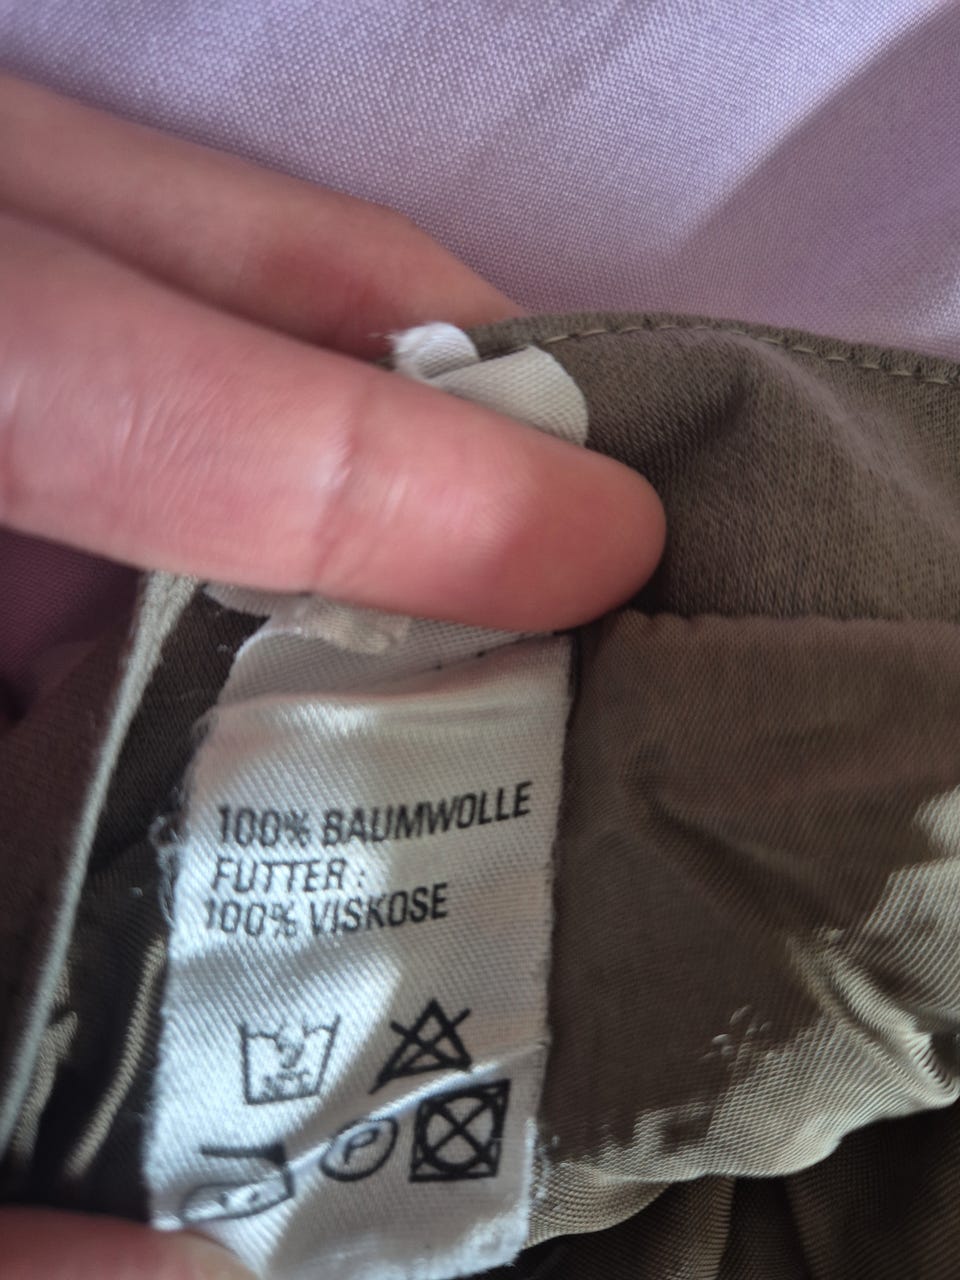 100% BAUMWOLLE
FUTTER :
100% VISKOSE
P